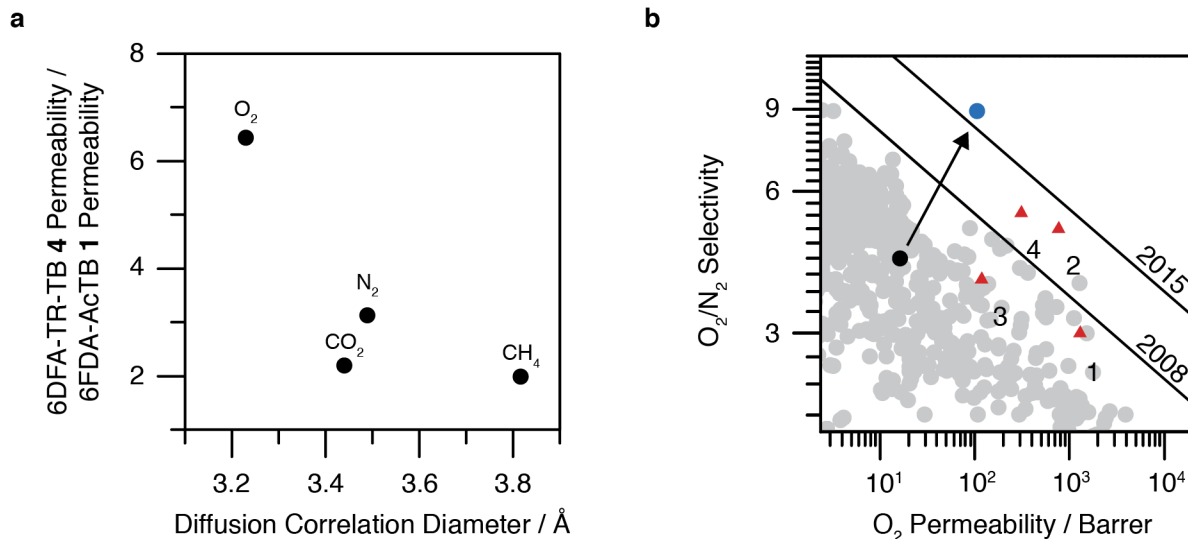 a
6DFA-TR-TB 4 Permeability /
6FDA-AcTB 1 Permeability
8
6
4
2
O₂
N₂
CO₂
CH₄
3.2 3.4 3.6 3.8
Diffusion Correlation Diameter / Å
b
O₂/N₂ Selectivity
9
6
3
4
2
3
1
2015
2008
10¹ 10² 10³ 10⁴
O₂ Permeability / Barrer